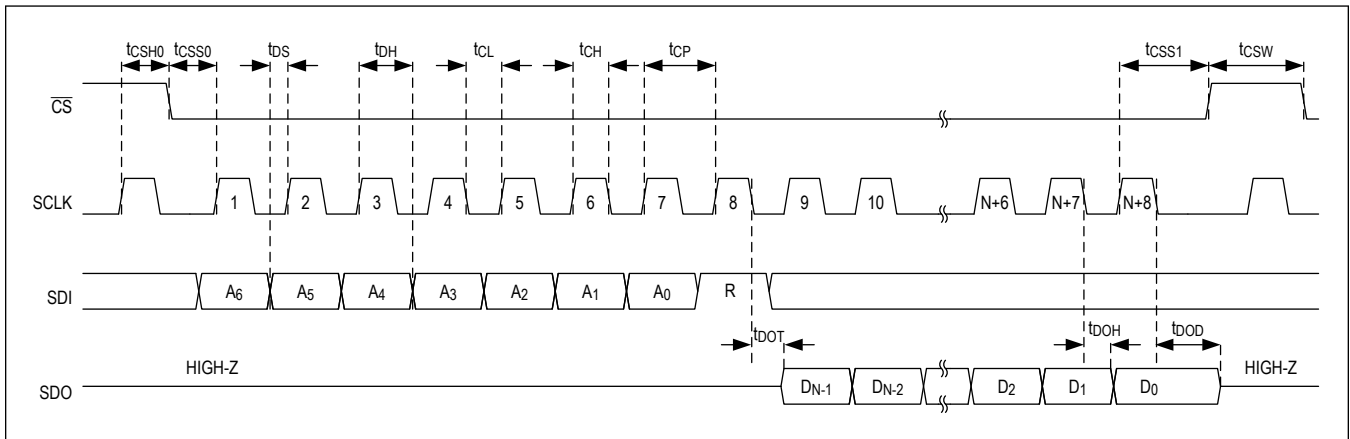 tCSH0 tCSS0 tDS tDH tCL tCH tCP tCSS1 tCSW
CS
SCLK 1 2 3 4 5 6 7 8 9 10 N+6 N+7 N+8
SDI A6 A5 A4 A3 A2 A1 A0 R
tDOT tDOH tDOD
HIGH-Z HIGH-Z
SDO DN-1 DN-2 D2 D1 D0